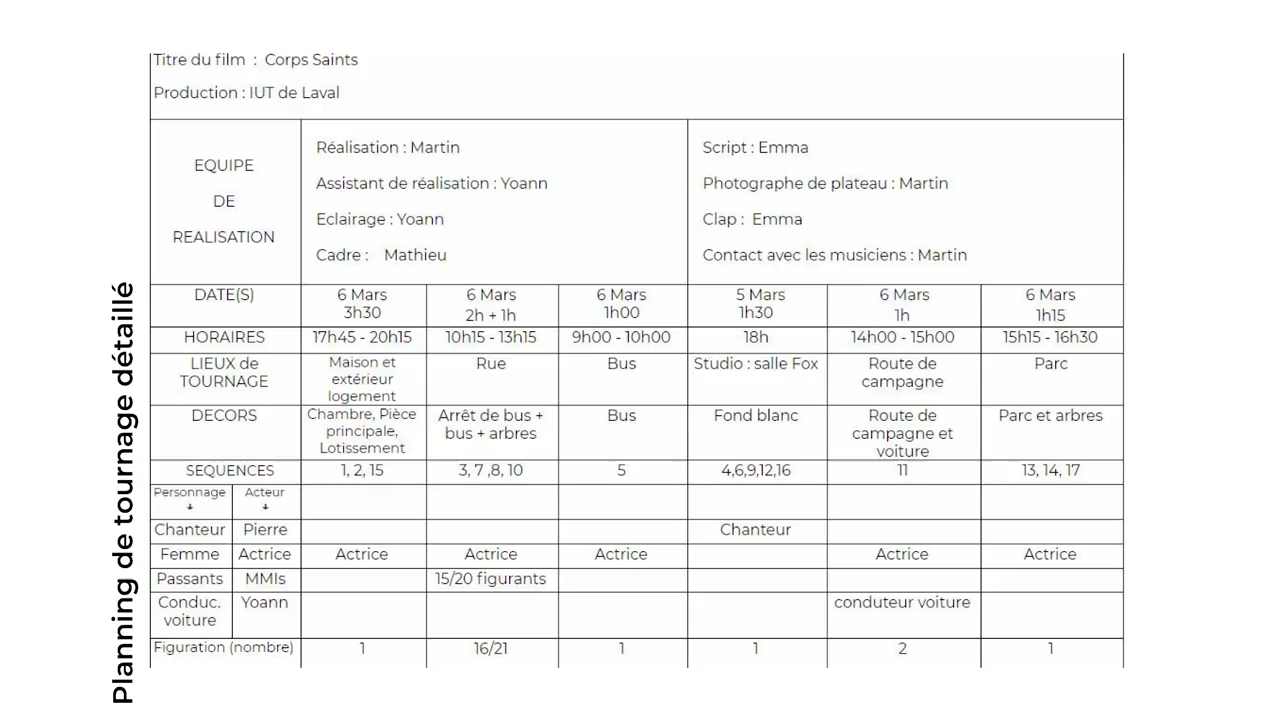 Planning de tournage détaillé
Titre du film : Corps Saints
Production : IUT de Laval
EQUIPE
DE
REALISATION
Réalisation : Martin
Assistant de réalisation : Yoann
Eclairage : Yoann
Cadre : Mathieu
Script : Emma
Photographe de plateau : Martin
Clap : Emma
Contact avec les musiciens : Martin
DATE(S)
6 Mars
3h30
6 Mars
2h + 1h
6 Mars
1h00
5 Mars
1h30
6 Mars
1h
6 Mars
1h15
HORAIRES
17h45 - 20h15
10h15 - 13h15
9h00 - 10h00
18h
14h00 - 15h00
15h15 - 16h30
LIEUX de
TOURNAGE
Maison et
extérieur
logement
Rue
Bus
Studio : salle Fox
Route de
campagne
Parc
DECORS
Chambre, Pièce
principale,
Lotissement
Arrêt de bus +
bus + arbres
Bus
Fond blanc
Route de
campagne et
voiture
Parc et arbres
SEQUENCES
1, 2, 15
3, 7 ,8, 10
5
4,6,9,12,16
11
13, 14, 17
Personnage
↓
Acteur
↓
Chanteur
Pierre
Chanteur
Femme
Actrice
Actrice
Actrice
Actrice
Actrice
Actrice
Passants
MMIs
15/20 figurants
Conduc.
voiture
Yoann
conduteur voiture
Figuration (nombre)
1
16/21
1
1
2
1